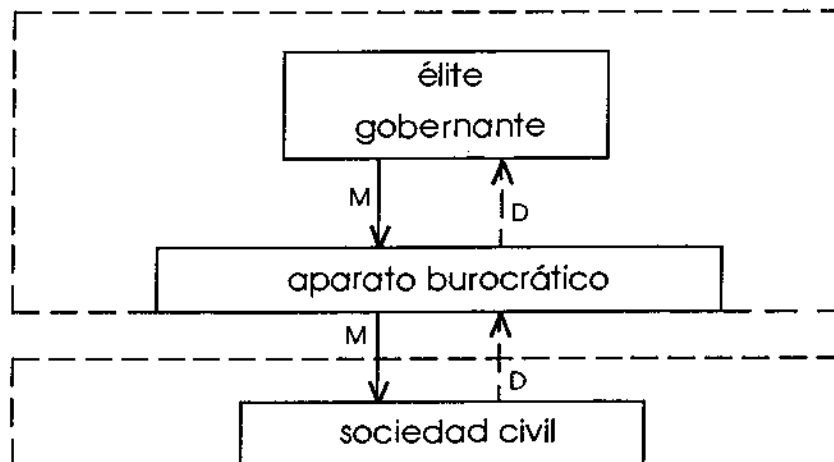 élite
gobernante
M
D
aparato burocrático
M
D
sociedad civil